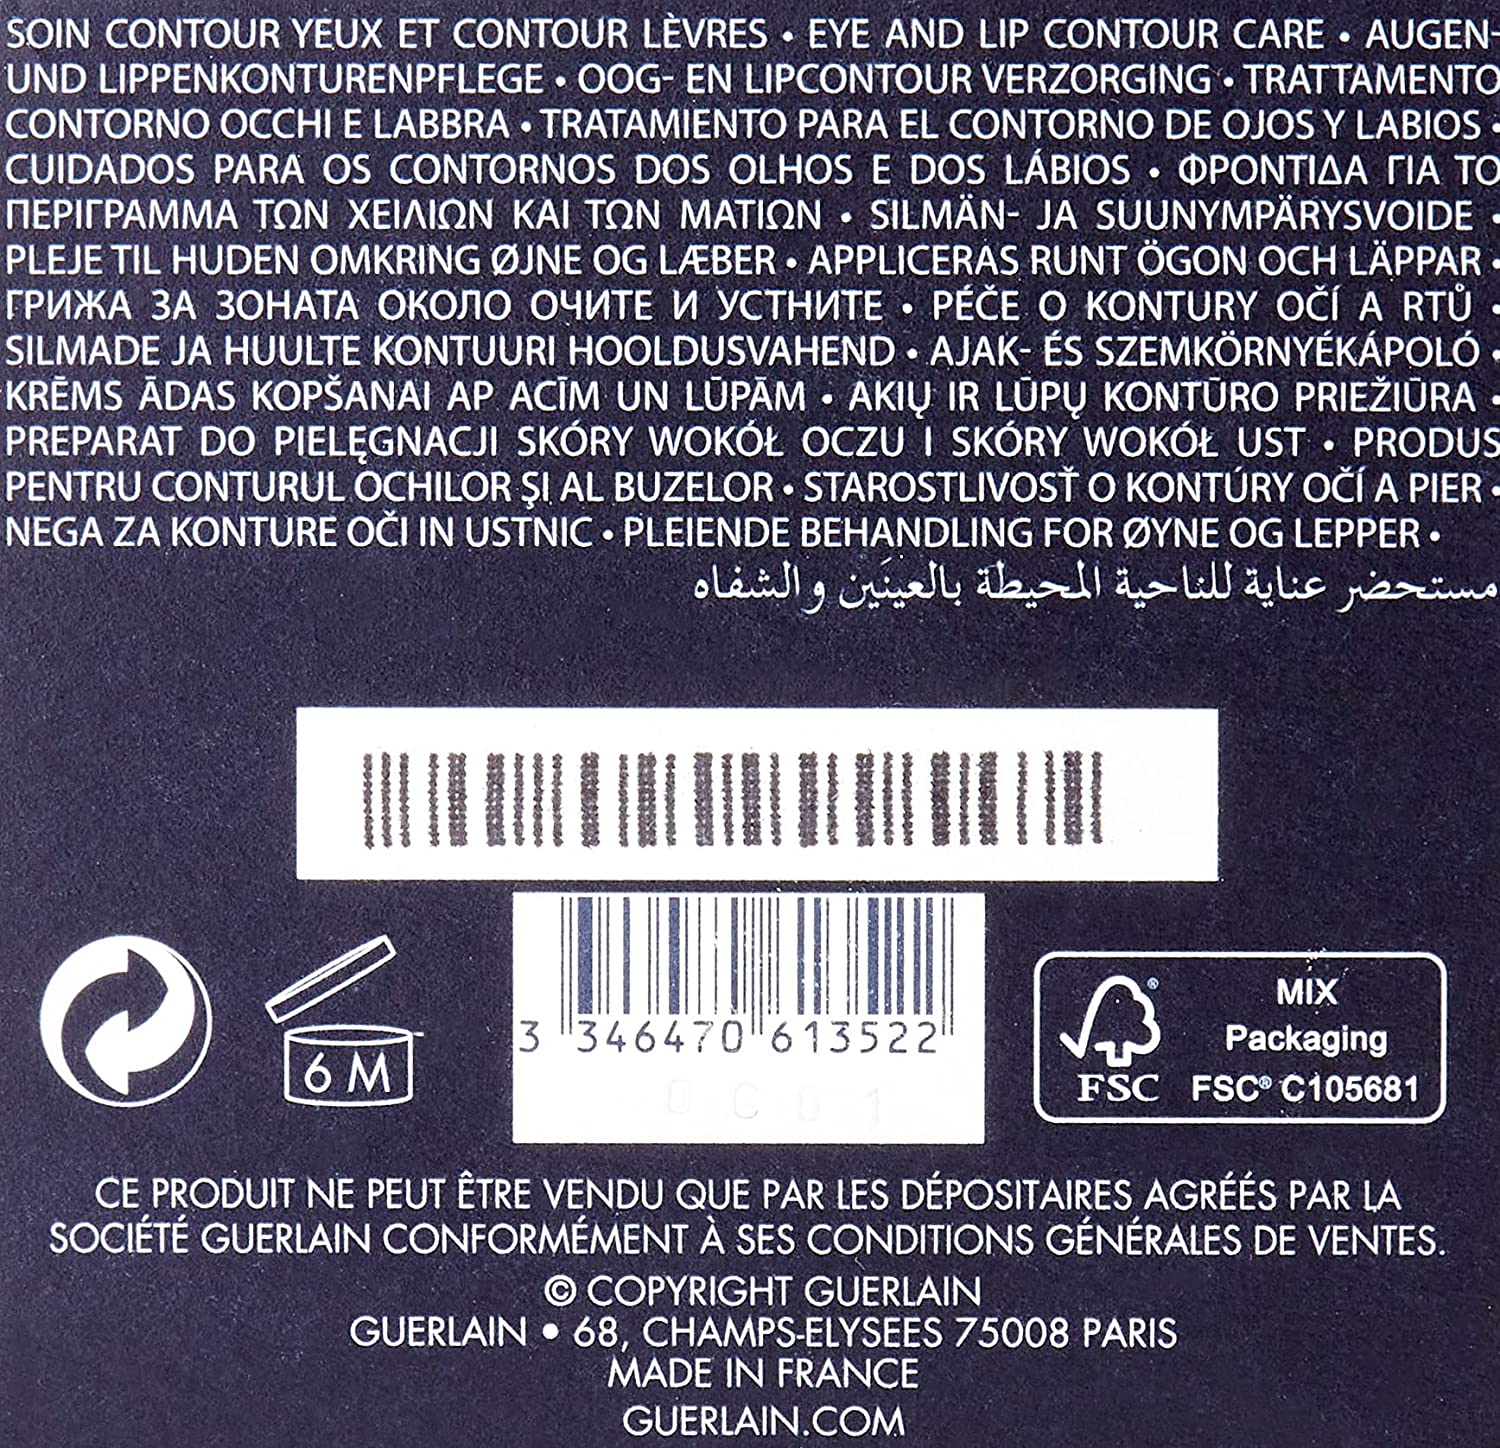 SOIN CONTOUR YEUX ET CONTOUR LÈVRES • EYE AND LIP CONTOUR CARE • AUGEN-
UND LIPPENKONTURENPFLEGE • OOG- EN LIPCONTOUR VERZORGING • TRATTAMENTO
CONTORNO OCCHI E LABBRA • TRATAMIENTO PARA EL CONTORNO DE OJOS Y LABIOS •
CUIDADOS PARA OS CONTORNOS DOS OLHOS E DOS LÁBIOS • ΦΡΟΝΤΙΔΑ ΓΙΑ ΤΟ
ΠΕΡΙΓΡΑΜΜΑ ΤΩΝ ΧΕΙΛΙΩΝ ΚΑΙ ΤΩΝ ΜΑΤΙΩΝ • SILMÄN- JA SUUNYMPÄRYSVOIDE •
PLEJE TIL HUDEN OMKRING ØJNE OG LÆBER • APPLICERAS RUNT ÖGON OCH LÄPPAR •
ГРИЖА ЗА ЗОНАТА ОКОЛО ОЧИТЕ И УСТНИТЕ • PÉČE O KONTURY OČÍ A RTŮ •
SILMADE JA HUULTE KONTUURI HOOLDUSVAHEND • AJAK- ÉS SZEMKÖRNYÉKÁPOLÓ •
KRĒMS ĀDAS KOPŠANAI AP ACĪM UN LŪPĀM • AKIŲ IR LŪPŲ KONTŪRO PRIEŽIŪRA •
PREPARAT DO PIELĘGNACJI SKÓRY WOKÓŁ OCZU I SKÓRY WOKÓŁ UST • PRODUS
PENTRU CONTURUL OCHILOR ŞI AL BUZELOR • STAROSTLIVOSŤ O KONTÚRY OČÍ A PIER •
NEGA ZA KONTURE OČI IN USTNIC • PLEIENDE BEHANDLING FOR ØYNE OG LEPPER •
مستحضر عناية للناحية المحيطة بالعينَين والشفاه
3 346470 613522
0C01
6 M
FSC®
MIX
Packaging
FSC® C105681
CE PRODUIT NE PEUT ÊTRE VENDU QUE PAR LES DÉPOSITAIRES AGRÉÉS PAR LA
SOCIÉTÉ GUERLAIN CONFORMÉMENT À SES CONDITIONS GÉNÉRALES DE VENTES.
© COPYRIGHT GUERLAIN
GUERLAIN • 68, CHAMPS-ELYSEES 75008 PARIS
MADE IN FRANCE
GUERLAIN.COM